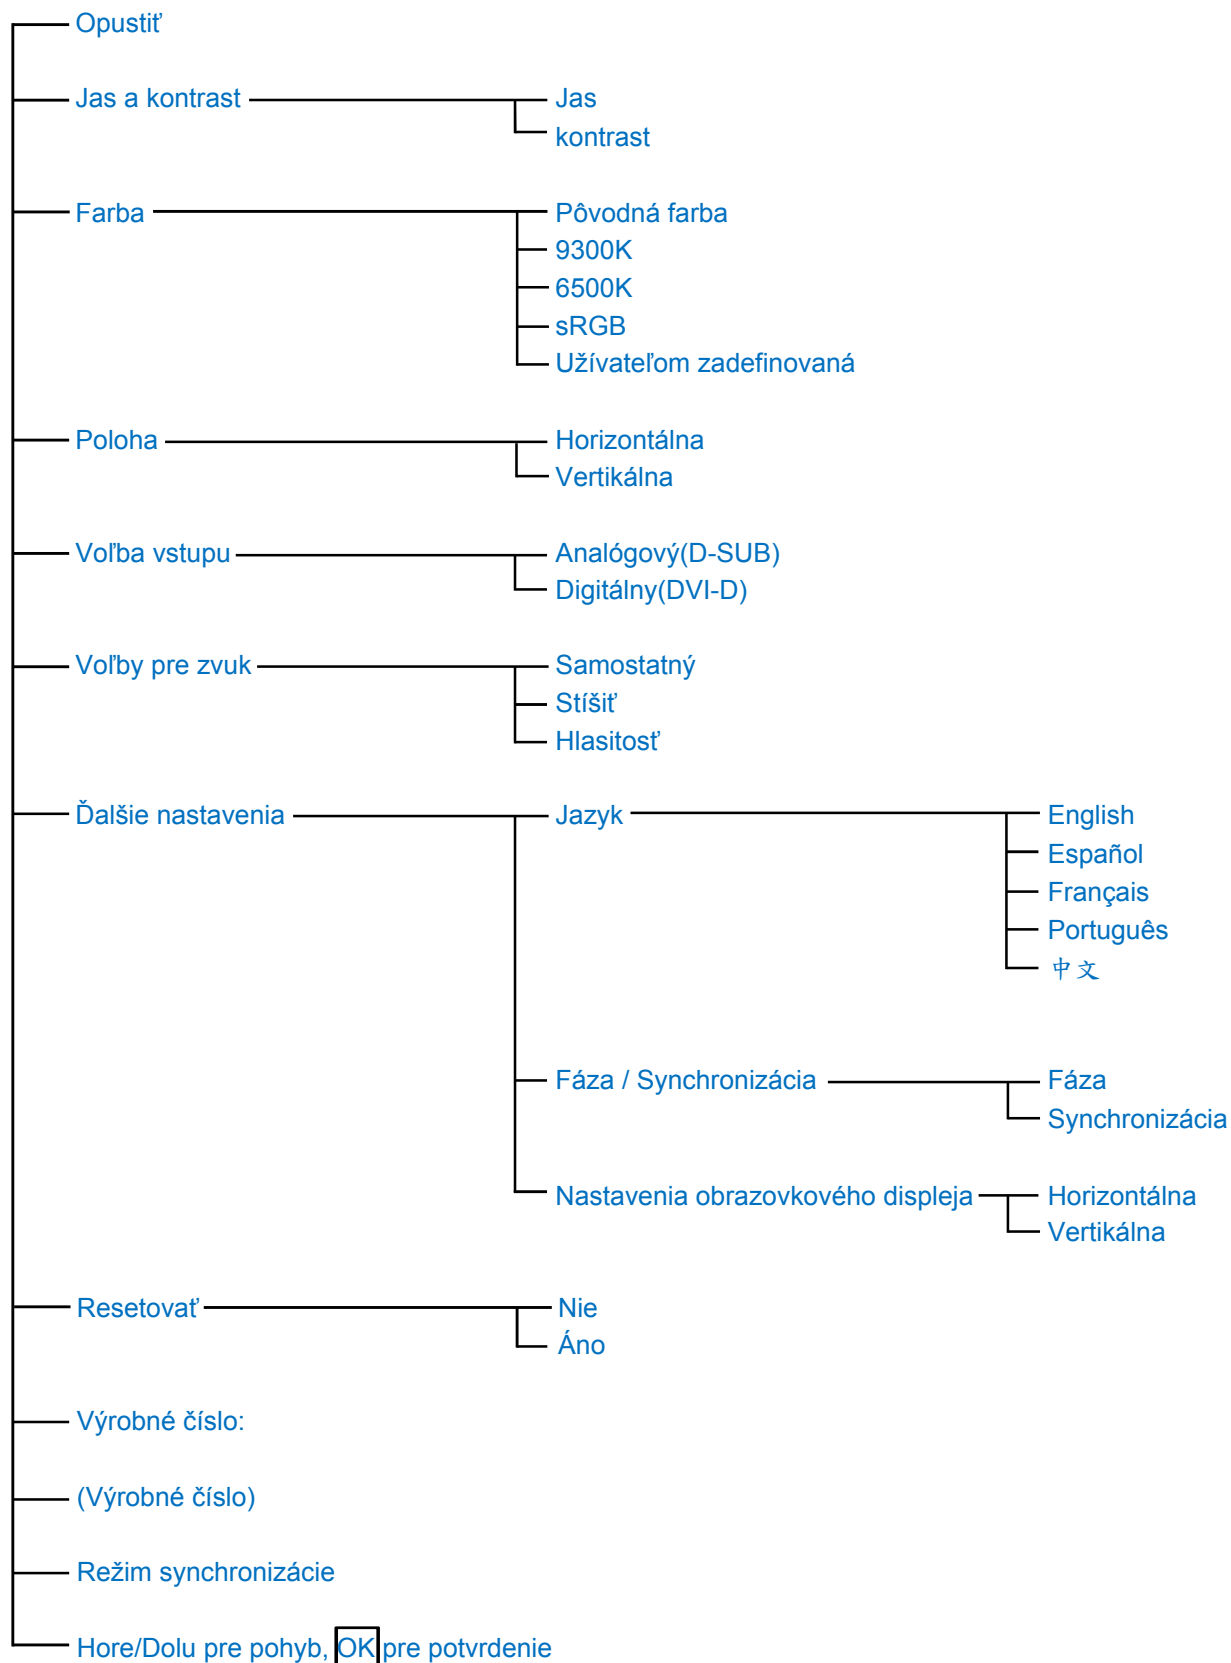 Opustiť
Jas a kontrast
Jas
kontrast
Farba
Pôvodná farba
9300K
6500K
sRGB
Užívateľom zadefinovaná
Poloha
Horizontálna
Vertikálna
Voľba vstupu
Analógový(D-SUB)
Digitálny(DVI-D)
Voľby pre zvuk
Samostatný
Stíšiť
Hlasitosť
Ďalšie nastavenia
Jazyk
English
Español
Français
Português
中文
Fáza / Synchronizácia
Fáza
Synchronizácia
Nastavenia obrazovkového displeja
Horizontálna
Vertikálna
Resetovať
Nie
Áno
Výrobné číslo:
(Výrobné číslo)
Režim synchronizácie
Hore/Dolu pre pohyb, OK pre potvrdenie